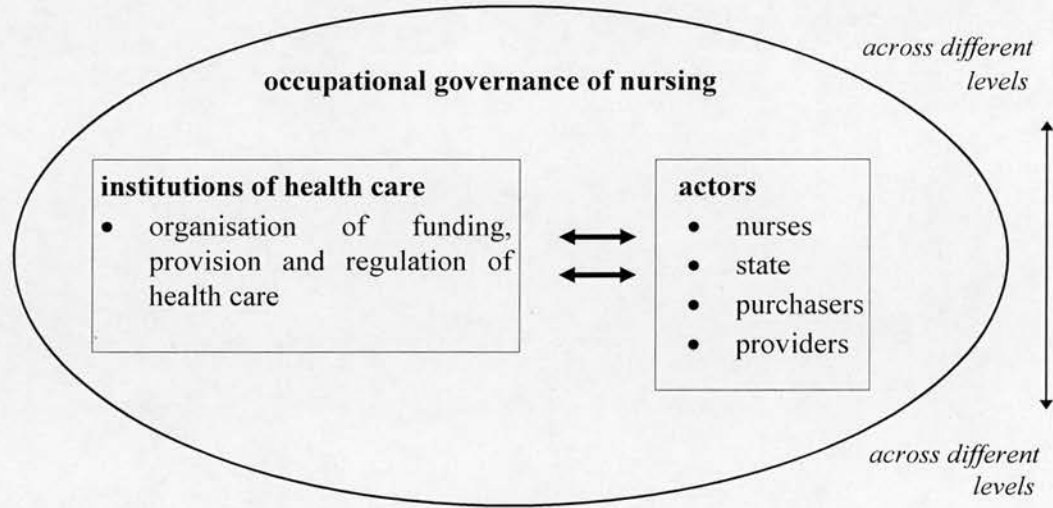 across different
levels
occupational governance of nursing
institutions of health care
• organisation of funding,
provision and regulation of
health care
actors
• nurses
• state
• purchasers
• providers
across different
levels